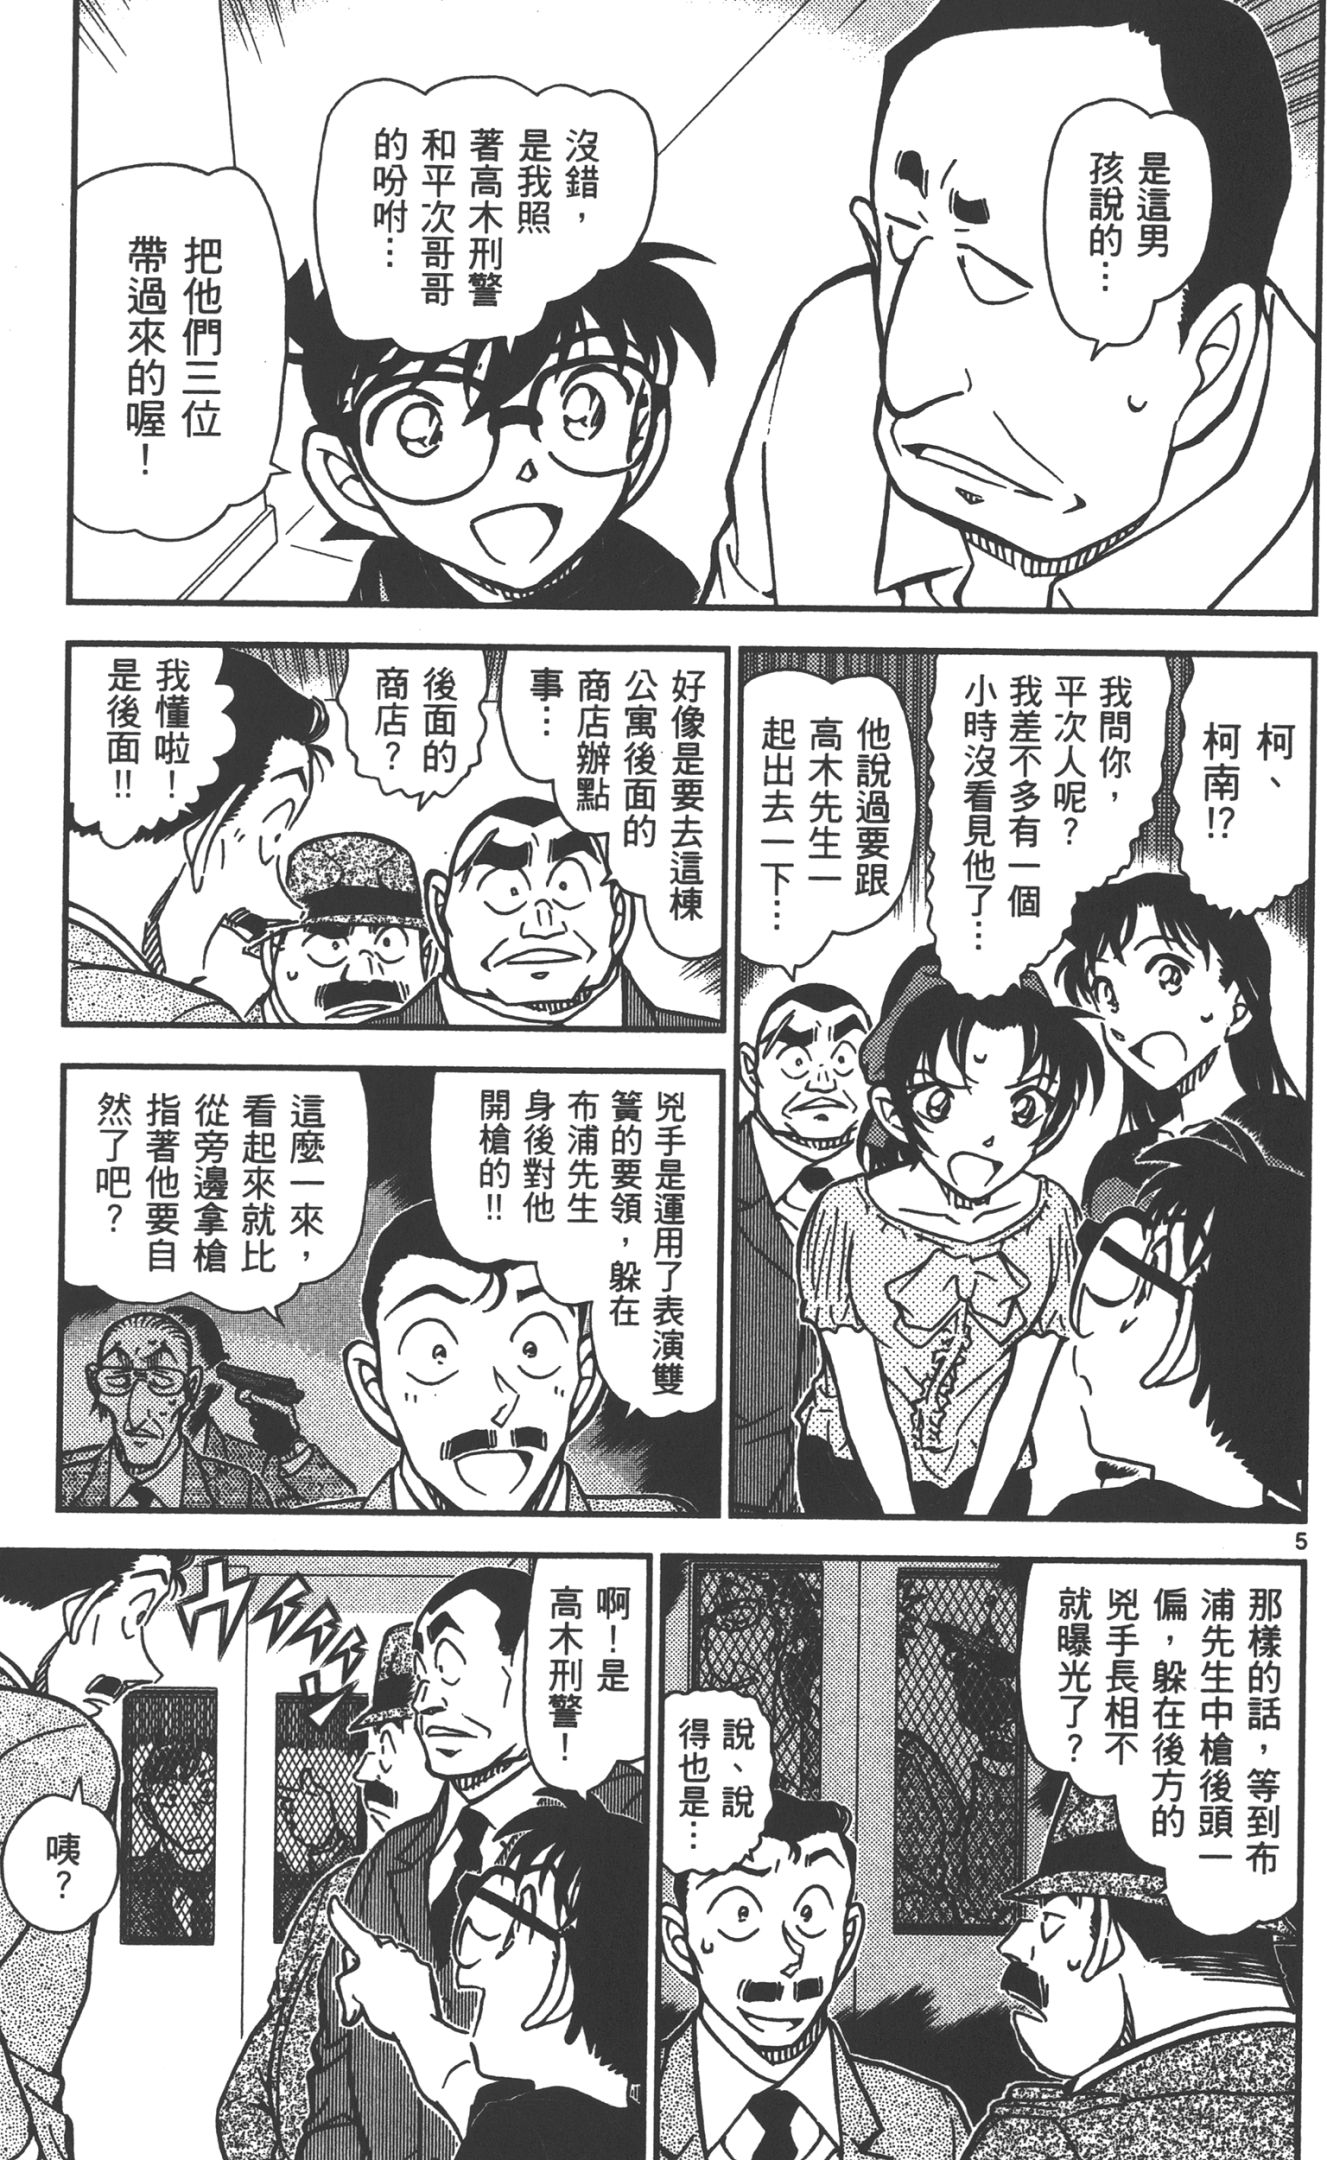 是這男
孩說的…
沒錯，
是我照
著高木刑警
和平次哥哥
的吩咐…
把他們三位
帶過來的喔！
柯、
柯南!?
我問你，
平次人呢？
我差不多有一個
小時沒看見他了…
他說過要跟
高木先生一
起出去一下…
好像是要去這棟
公寓後面的
商店辦點
事…
後面的
商店？
我懂啦！
是後面!!
兇手是運用了表演雙
簧的要領，躲在
布浦先生
身後對他
開槍的!!
這麼一來，
看起來就比
從旁邊拿槍
指著他要自
然了吧？
5
那樣的話，等到布
浦先生中槍後頭一
偏，躲在後方的
兇手長相不
就曝光了？
說、說
得也是…
啊！是
高木刑警！
ウィィィン
咦？